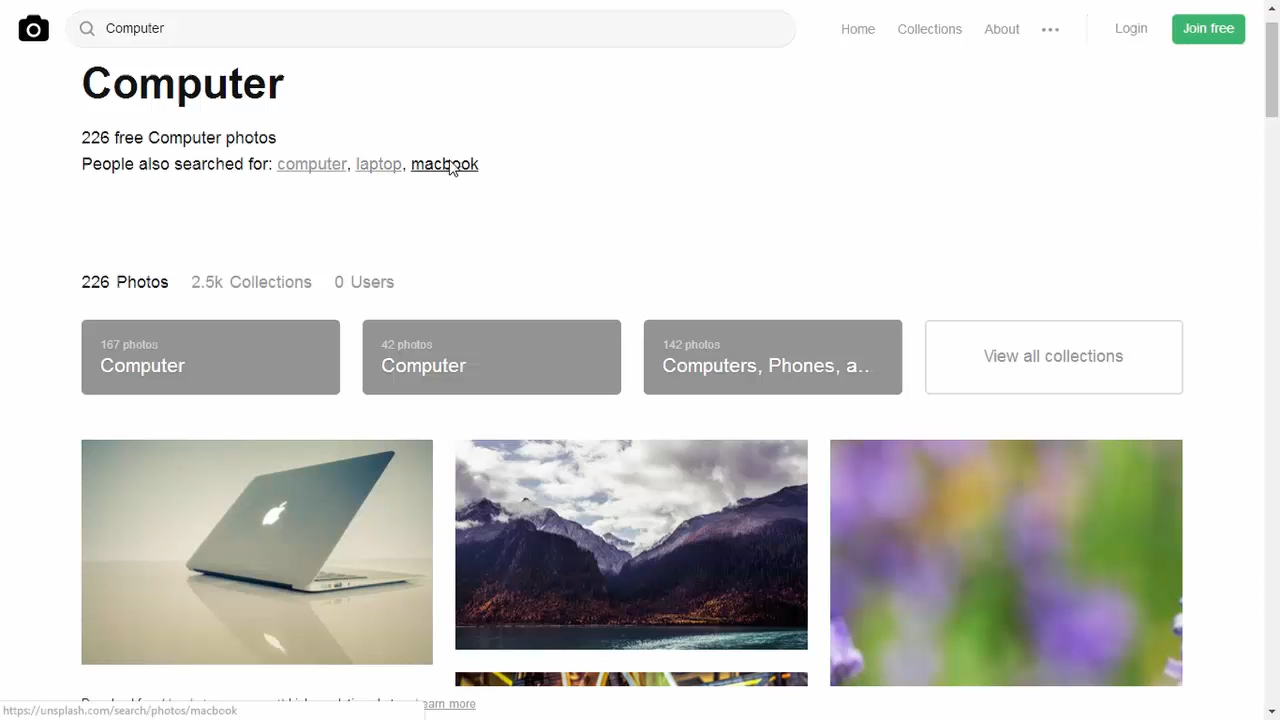 Computer
Home
Collections
About
Login
Join free
Computer
226 free Computer photos
People also searched for: computer, laptop, macbook
226 Photos
2.5k Collections
0 Users
167 photos
Computer
42 photos
Computer
142 photos
Computers, Phones, a...
View all collections
more
https://unsplash.com/search/photos/macbook